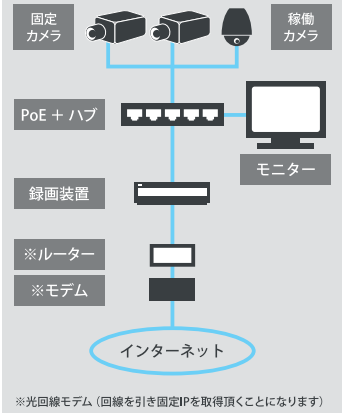 固定
カメラ
稼働
カメラ
PoE + ハブ
モニター
録画装置
※ルーター
※モデム
インターネット
※光回線モデム（回線を引き固定IPを取得頂くことになります）